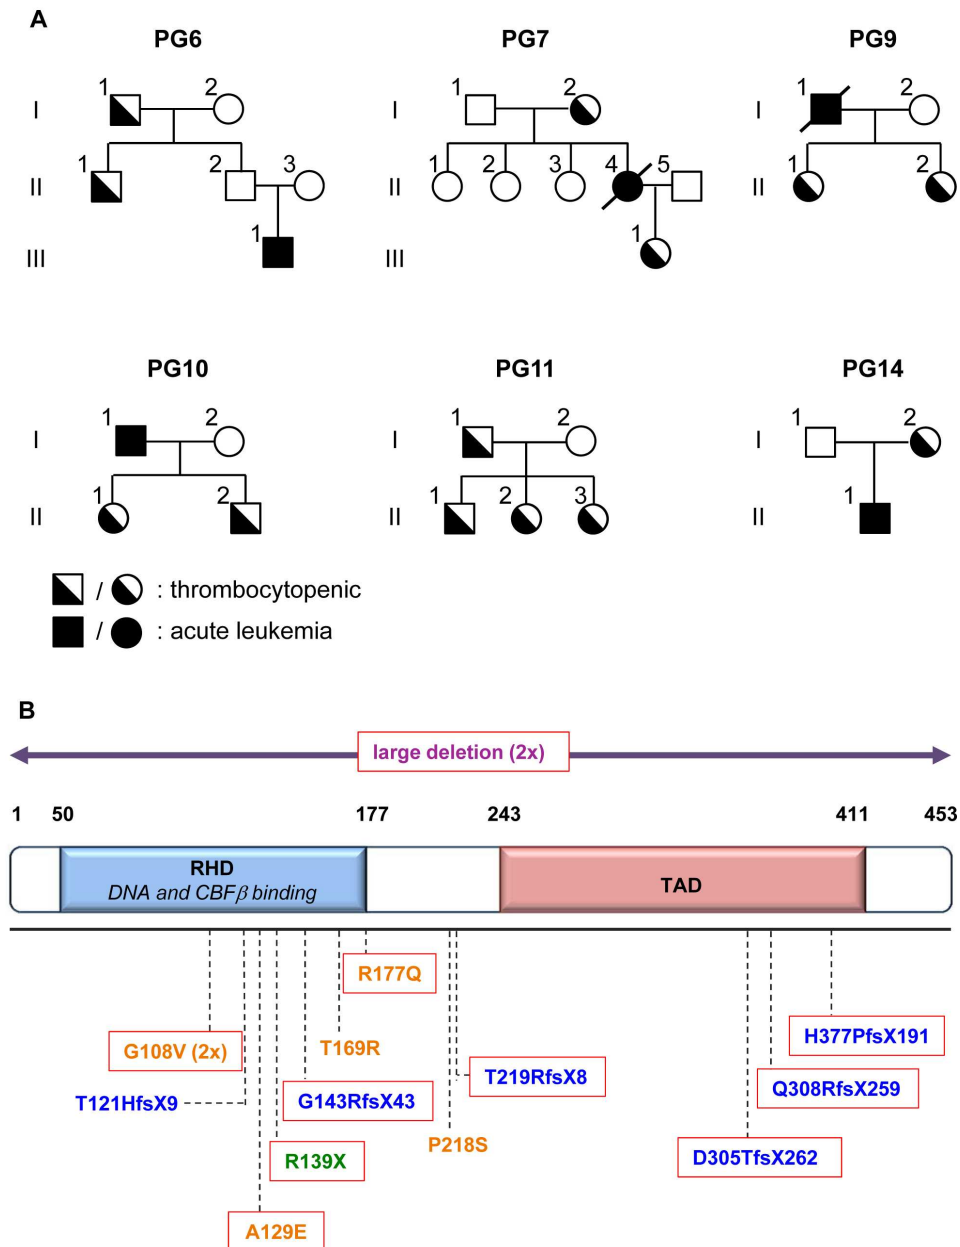 A
PG6
PG7
PG9
1 2 1 2 1 2
I I I
1 2 3 1 2 3 4 5 1 2
II II II
1 1
III III
PG10
PG11
PG14
1 2 1 2 1 2
I I I
1 2 1 2 3 1
II II II
/ : thrombocytopenic
/ : acute leukemia
B
large deletion (2x)
1 50 177 243 411 453
RHD
DNA and CBFβ binding
TAD
R177Q
H377PfsX191
G108V (2x)
T169R
T219RfsX8
Q308RfsX259
T121HfsX9
G143RfsX43
P218S
D305TfsX262
R139X
A129E